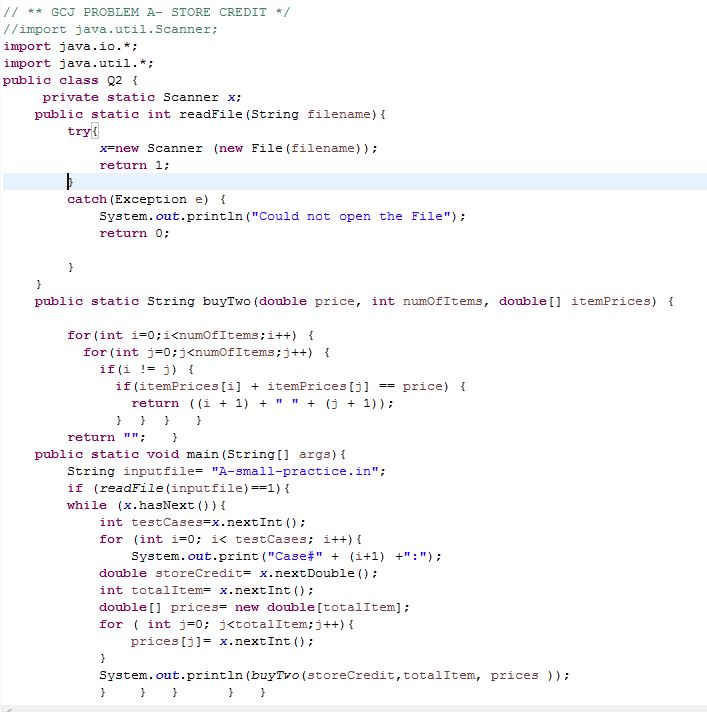 // ** GCJ PROBLEM A- STORE CREDIT */
//import java.util.Scanner;
import java.io.*;
import java.util.*;
public class Q2 {
     private static Scanner x;
    public static int readFile(String filename){
        try{
            x=new Scanner (new File(filename));
            return 1;
        }
        catch(Exception e) {
            System.out.println("Could not open the File");
            return 0;

        }
    }
    public static String buyTwo(double price, int numOfItems, double[] itemPrices) {

        for(int i=0;i<numOfItems;i++) {
          for(int j=0;j<numOfItems;j++) {
            if(i != j) {
              if(itemPrices[i] + itemPrices[j] == price) {
                return ((i + 1) + " " + (j + 1));
              }  }  }   }
        return "";   }
    public static void main(String[] args){
        String inputfile= "A-small-practice.in";
        if (readFile(inputfile)==1){
        while (x.hasNext()){
            int testCases=x.nextInt();
            for (int i=0; i< testCases; i++){
                System.out.print("Case#" + (i+1) +":");
            double storeCredit= x.nextDouble();
            int totalItem= x.nextInt();
            double[] prices= new double[totalItem];
            for ( int j=0; j<totalItem;j++){
                prices[j]= x.nextInt();
            }
            System.out.println(buyTwo(storeCredit,totalItem, prices ));
            }    }   }      }   }